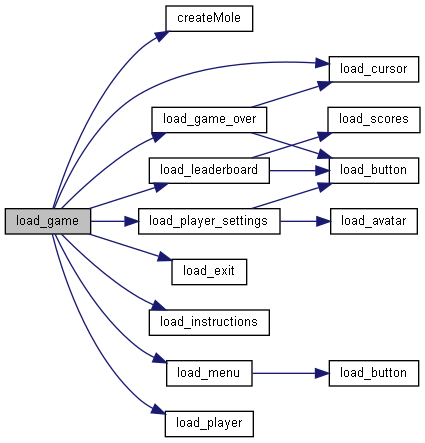 createMole
load_cursor
load_game_over
load_scores
load_leaderboard
load_button
load_game
load_player_settings
load_avatar
load_exit
load_instructions
load_menu
load_button
load_player